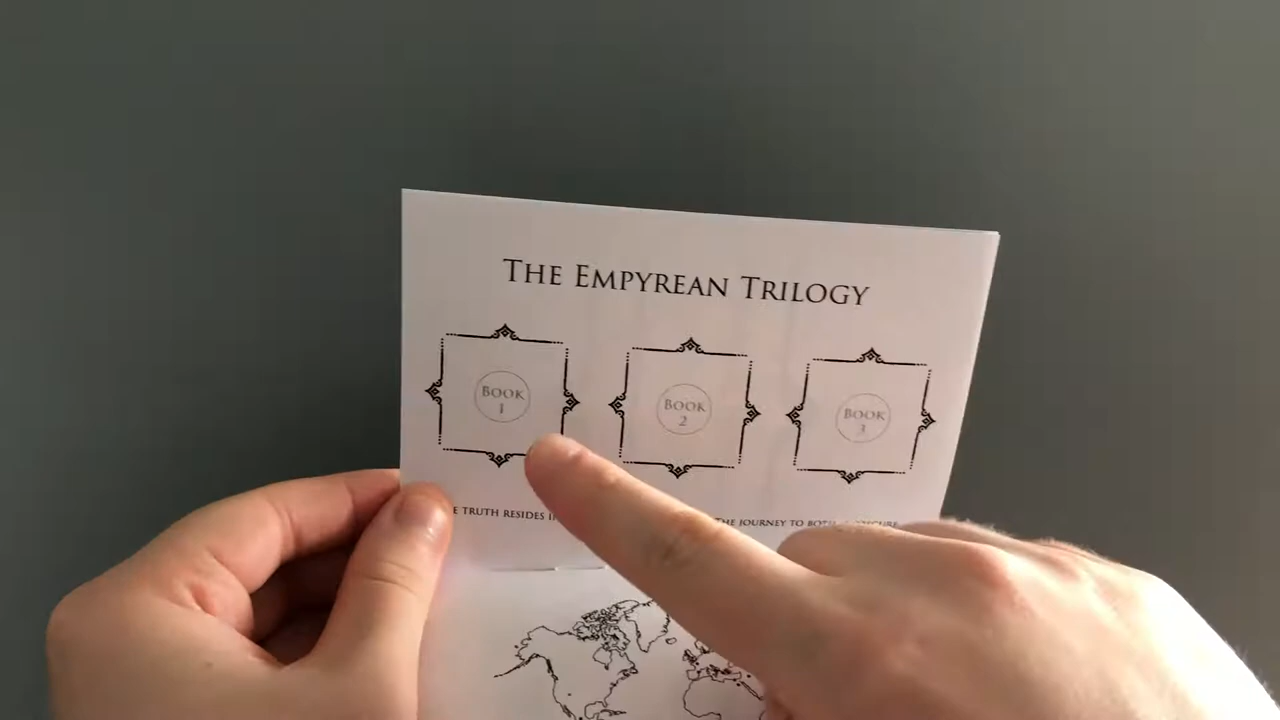 The Empyrean Trilogy
Book
1
Book
2
Book
3
truth resides
the journey to both